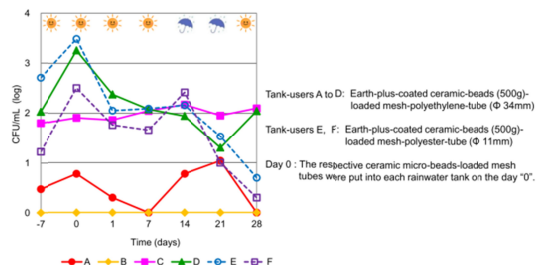 4
3
2
1
0
CFU/mL (log)
-7 0 1 7 14 21 28
Time (days)
A B C D E F
Tank-users A to D: Earth-plus-coated ceramic-beads (500g)-
loaded mesh-polyethylene-tube (Φ 34mm)
Tank-users E, F: Earth-plus-coated ceramic-beads (500g)-
loaded mesh-polyester-tube (Φ 11mm)
Day 0 : The respective ceramic micro-beads-loaded mesh
tubes were put into each rainwater tank on the day "0".